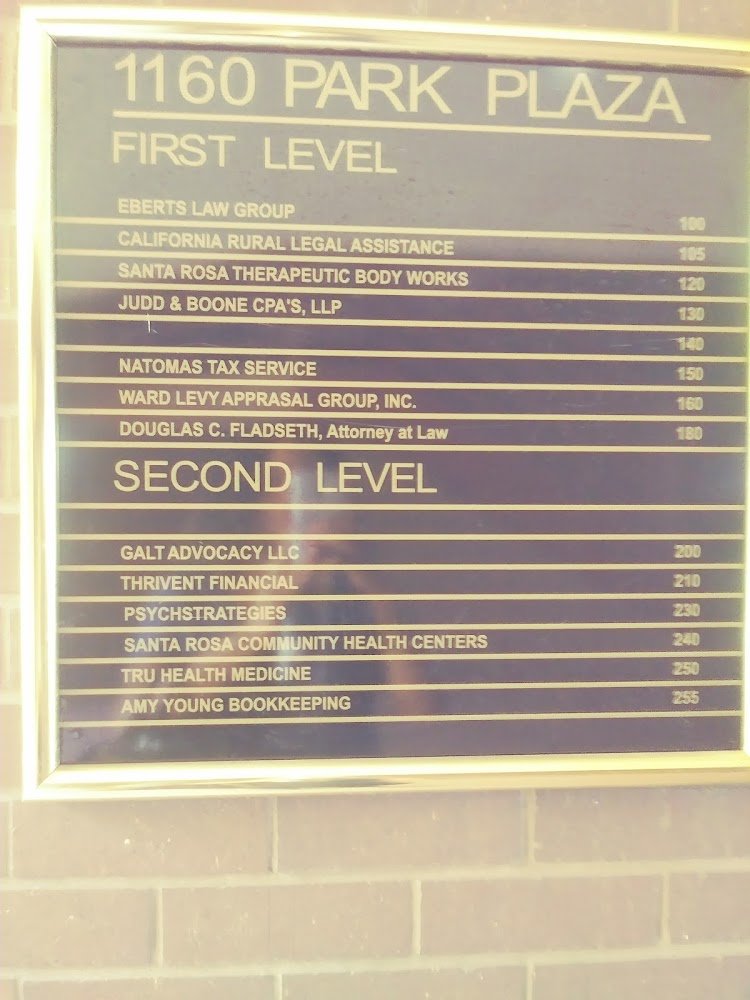 1160 PARK PLAZA
FIRST LEVEL
EBERTS LAW GROUP 100
CALIFORNIA RURAL LEGAL ASSISTANCE 105
SANTA ROSA THERAPEUTIC BODY WORKS 120
JUDD & BOONE CPA'S, LLP 130
140
NATOMAS TAX SERVICE 150
WARD LEVY APPRASAL GROUP, INC. 160
DOUGLAS C. FLADSETH, Attorney at Law 180
SECOND LEVEL
GALT ADVOCACY LLC 200
THRIVENT FINANCIAL 210
PSYCHSTRATEGIES 230
SANTA ROSA COMMUNITY HEALTH CENTERS 240
TRU HEALTH MEDICINE 250
AMY YOUNG BOOKKEEPING 255